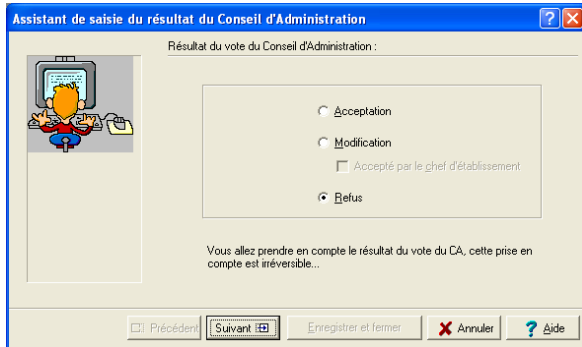 Assistant de saisie du résultat du Conseil d'Administration
Résultat du vote du Conseil d'Administration :
Acceptation
Modification
Accepté par le chef d'établissement
Refus
Vous allez prendre en compte le résultat du vote du CA, cette prise en
compte est irréversible...
Précédent Suivant Enregistrer et fermer Annuler ? Aide